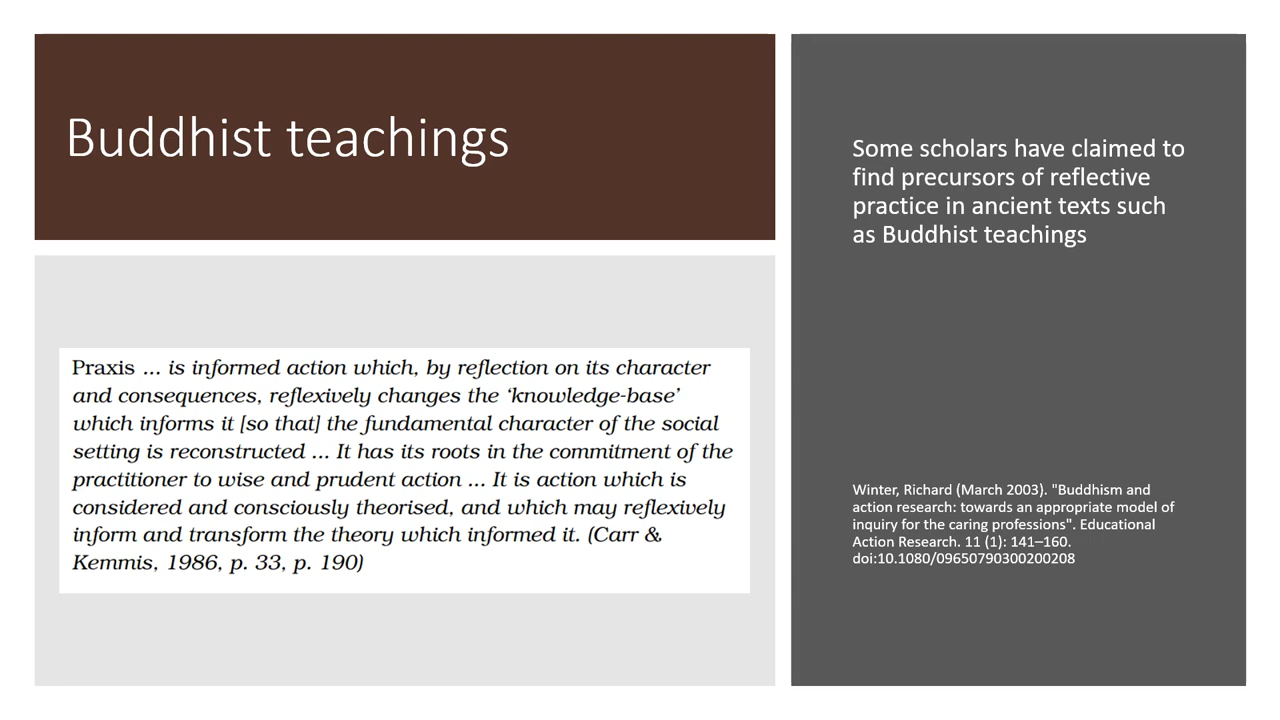 Buddhist teachings
Praxis ... is informed action which, by reflection on its character
and consequences, reflexively changes the ‘knowledge-base’
which informs it [so that] the fundamental character of the social
setting is reconstructed ... It has its roots in the commitment of the
practitioner to wise and prudent action ... It is action which is
considered and consciously theorised, and which may reflexively
inform and transform the theory which informed it. (Carr &
Kemmis, 1986, p. 33, p. 190)
Some scholars have claimed to
find precursors of reflective
practice in ancient texts such
as Buddhist teachings
Winter, Richard (March 2003). "Buddhism and
action research: towards an appropriate model of
inquiry for the caring professions". Educational
Action Research. 11 (1): 141–160.
doi:10.1080/09650790300200208